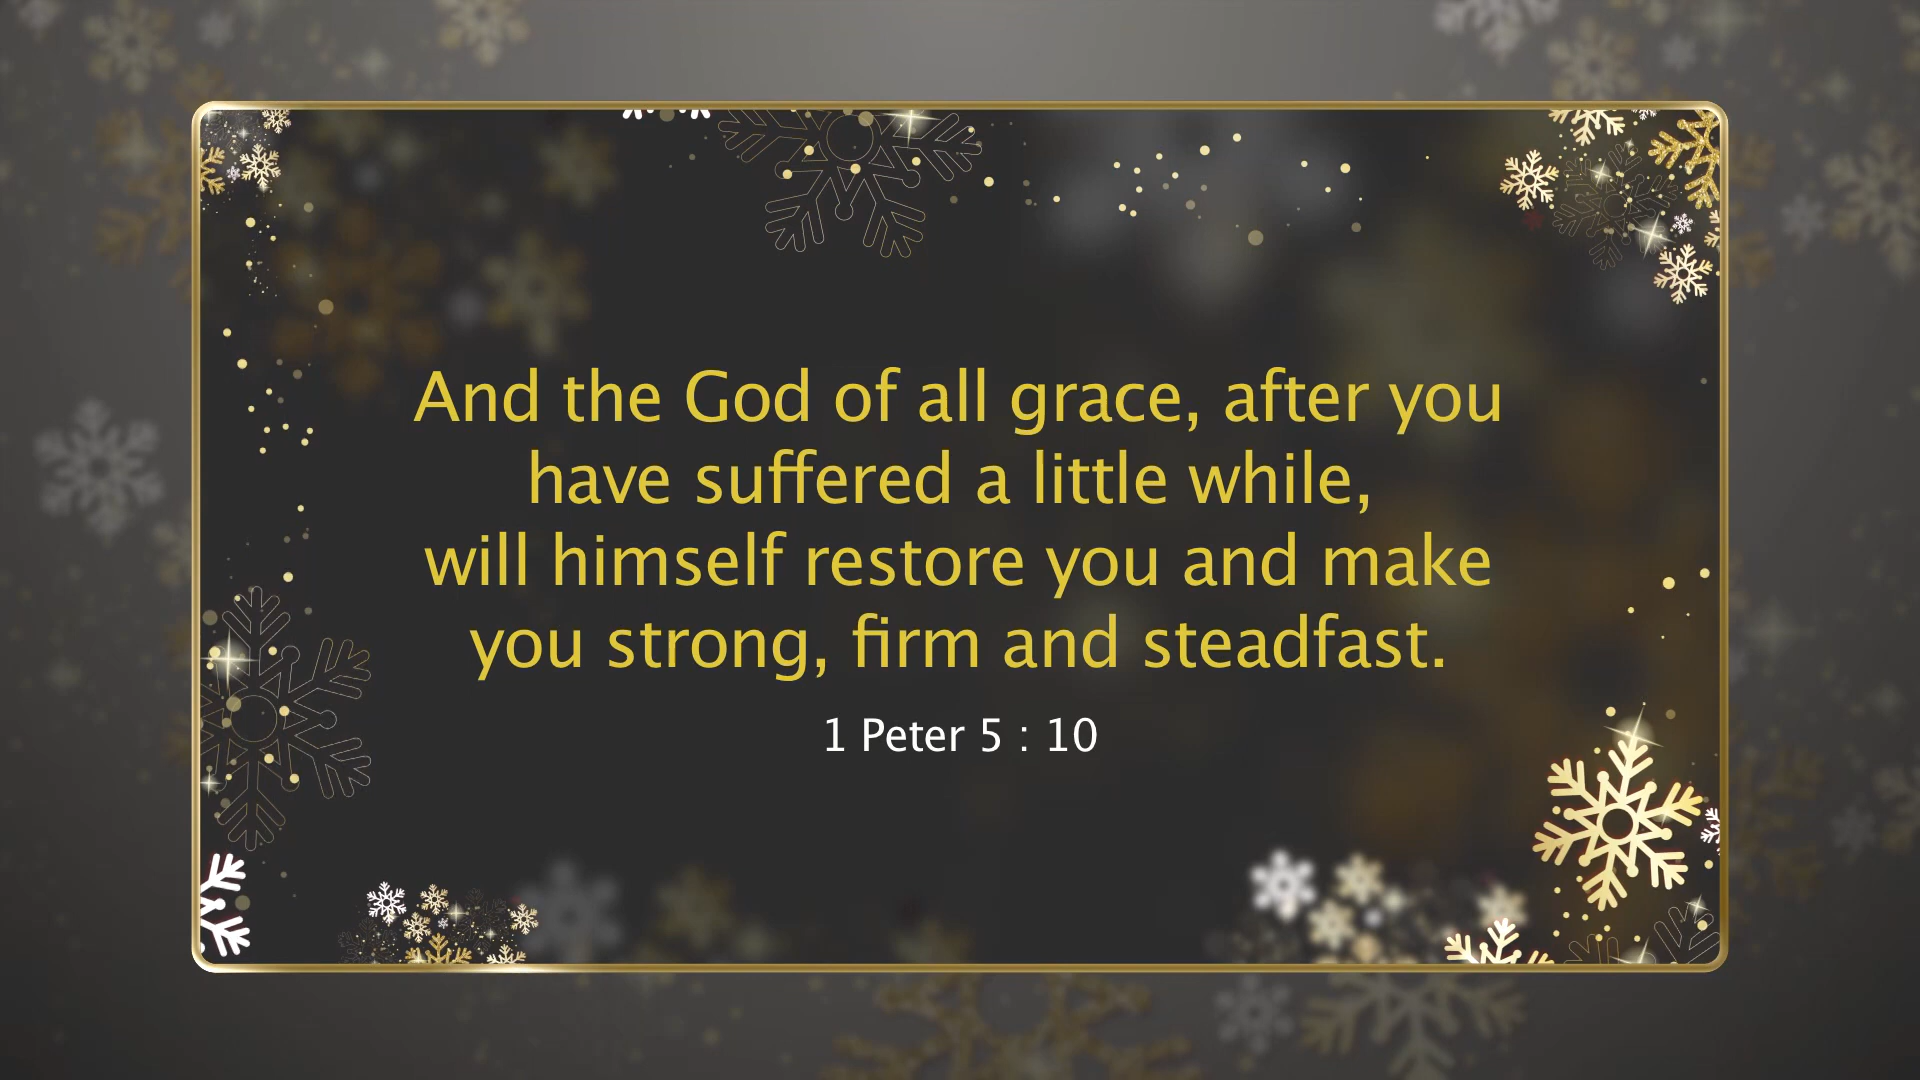 And the God of all grace, after you
have suffered a little while,
will himself restore you and make
you strong, firm and steadfast.
1 Peter 5 : 10